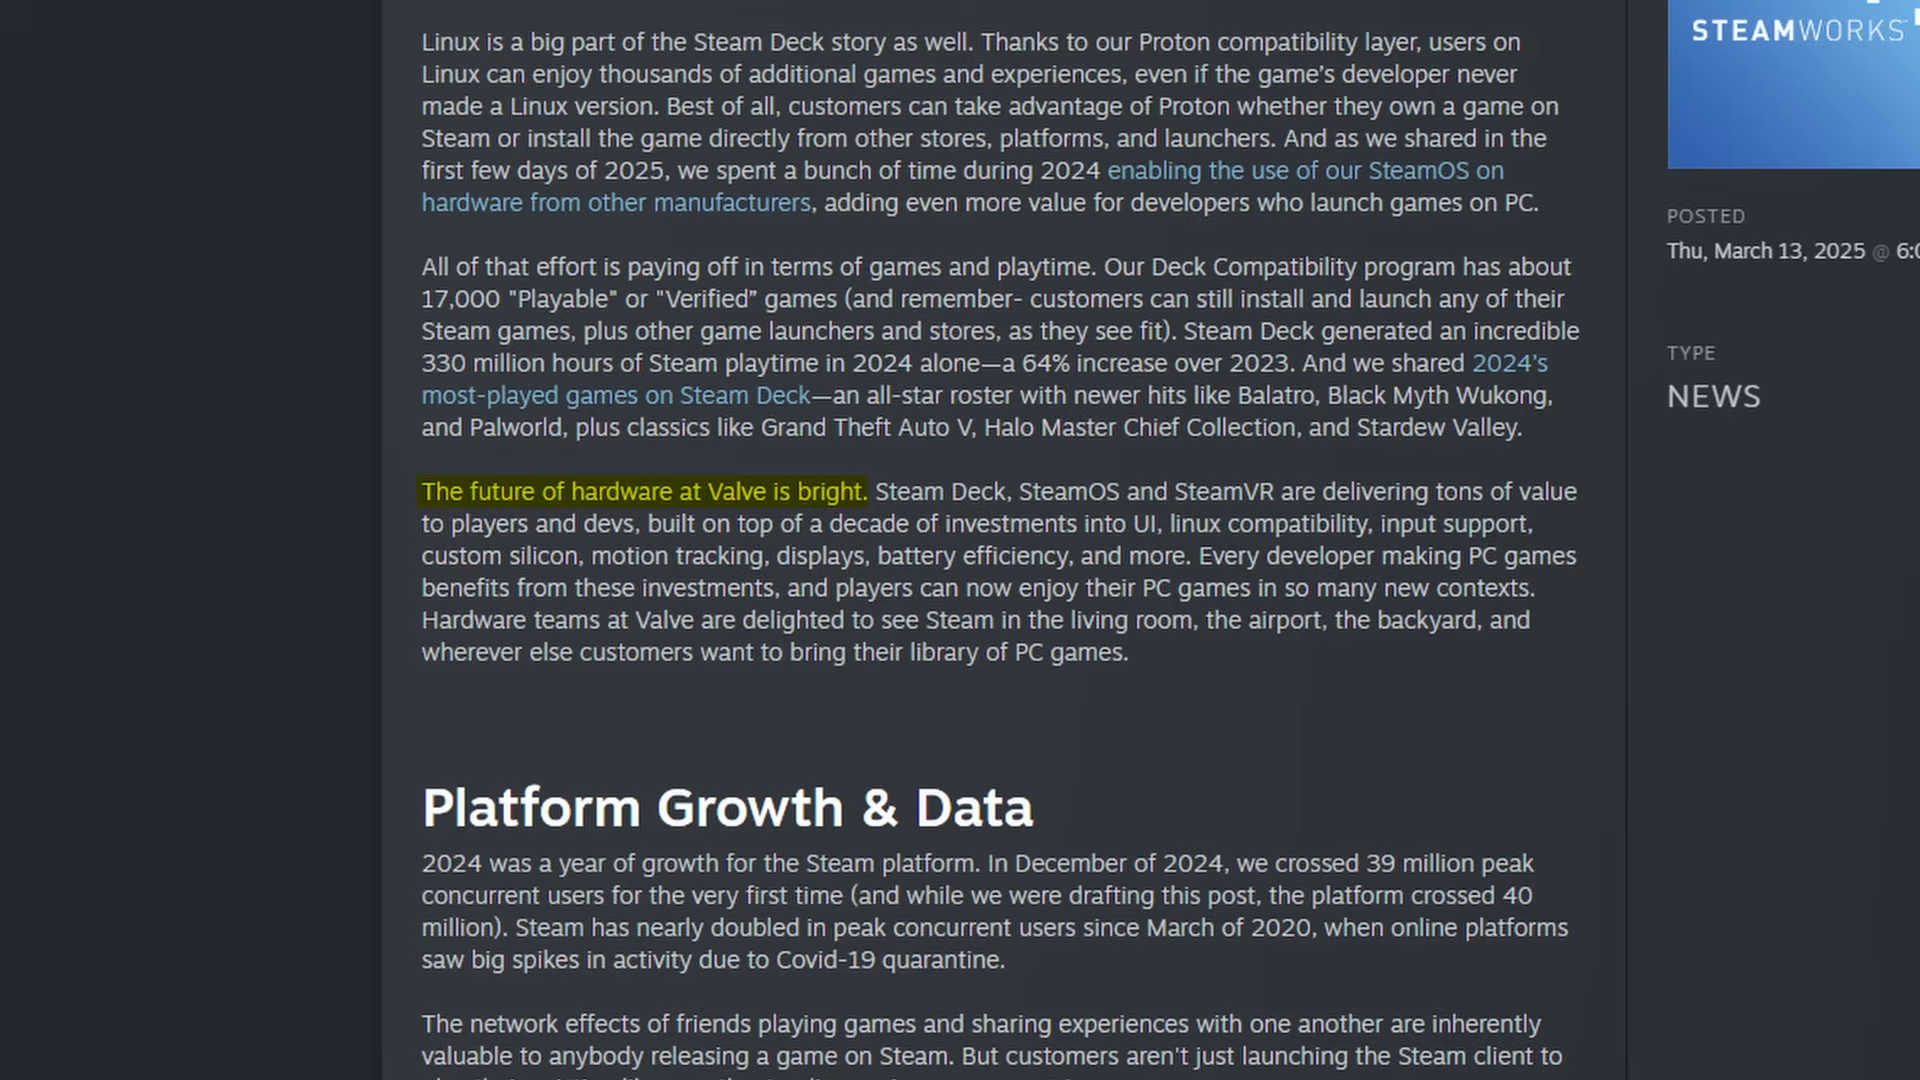 Linux is a big part of the Steam Deck story as well. Thanks to our Proton compatibility layer, users on
Linux can enjoy thousands of additional games and experiences, even if the game's developer never
made a Linux version. Best of all, customers can take advantage of Proton whether they own a game on
Steam or install the game directly from other stores, platforms, and launchers. And as we shared in the
first few days of 2025, we spent a bunch of time during 2024 enabling the use of our SteamOS on
hardware from other manufacturers, adding even more value for developers who launch games on PC.
All of that effort is paying off in terms of games and playtime. Our Deck Compatibility program has about
17,000 "Playable" or "Verified” games (and remember- customers can still install and launch any of their
Steam games, plus other game launchers and stores, as they see fit). Steam Deck generated an incredible
330 million hours of Steam playtime in 2024 alone—a 64% increase over 2023. And we shared 2024's
most-played games on Steam Deck—an all-star roster with newer hits like Balatro, Black Myth Wukong,
and Palworld, plus classics like Grand Theft Auto V, Halo Master Chief Collection, and Stardew Valley.
The future of hardware at Valve is bright. Steam Deck, SteamOS and SteamVR are delivering tons of value
to players and devs, built on top of a decade of investments into UI, linux compatibility, input support,
custom silicon, motion tracking, displays, battery efficiency, and more. Every developer making PC games
benefits from these investments, and players can now enjoy their PC games in so many new contexts.
Hardware teams at Valve are delighted to see Steam in the living room, the airport, the backyard, and
wherever else customers want to bring their library of PC games.
Platform Growth & Data
2024 was a year of growth for the Steam platform. In December of 2024, we crossed 39 million peak
concurrent users for the very first time (and while we were drafting this post, the platform crossed 40
million). Steam has nearly doubled in peak concurrent users since March of 2020, when online platforms
saw big spikes in activity due to Covid-19 quarantine.
The network effects of friends playing games and sharing experiences with one another are inherently
valuable to anybody releasing a game on Steam. But customers aren't just launching the Steam client to
STEAMWORKS
POSTED
Thu, March 13, 2025 @ 6:0
TYPE
NEWS